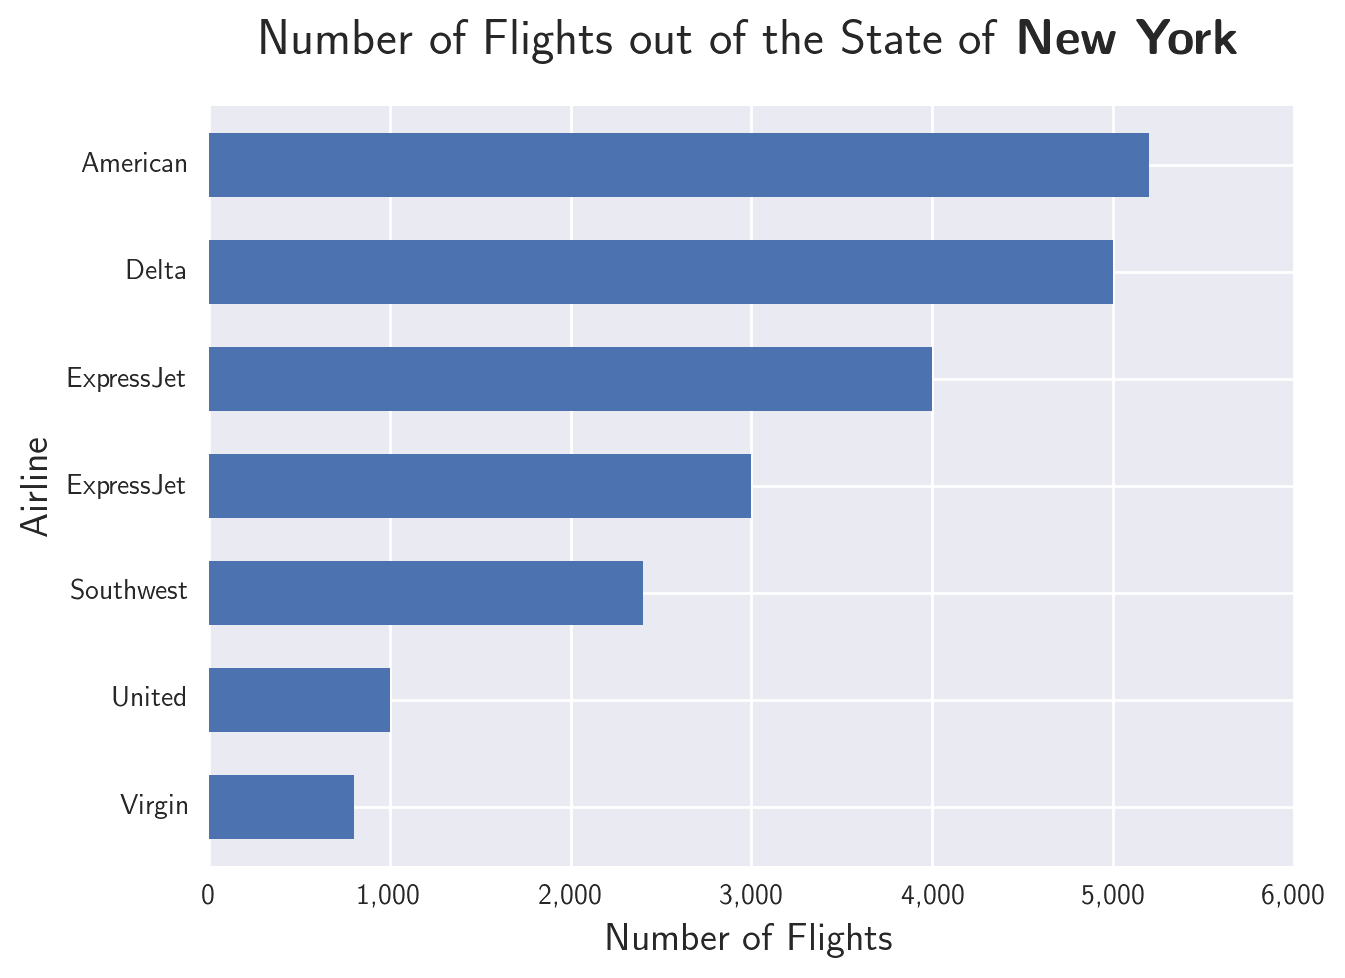 Number of Flights out of the State of New York
American
Delta
ExpressJet
ExpressJet
Southwest
United
Virgin
Airline
0 1,000 2,000 3,000 4,000 5,000 6,000
Number of Flights